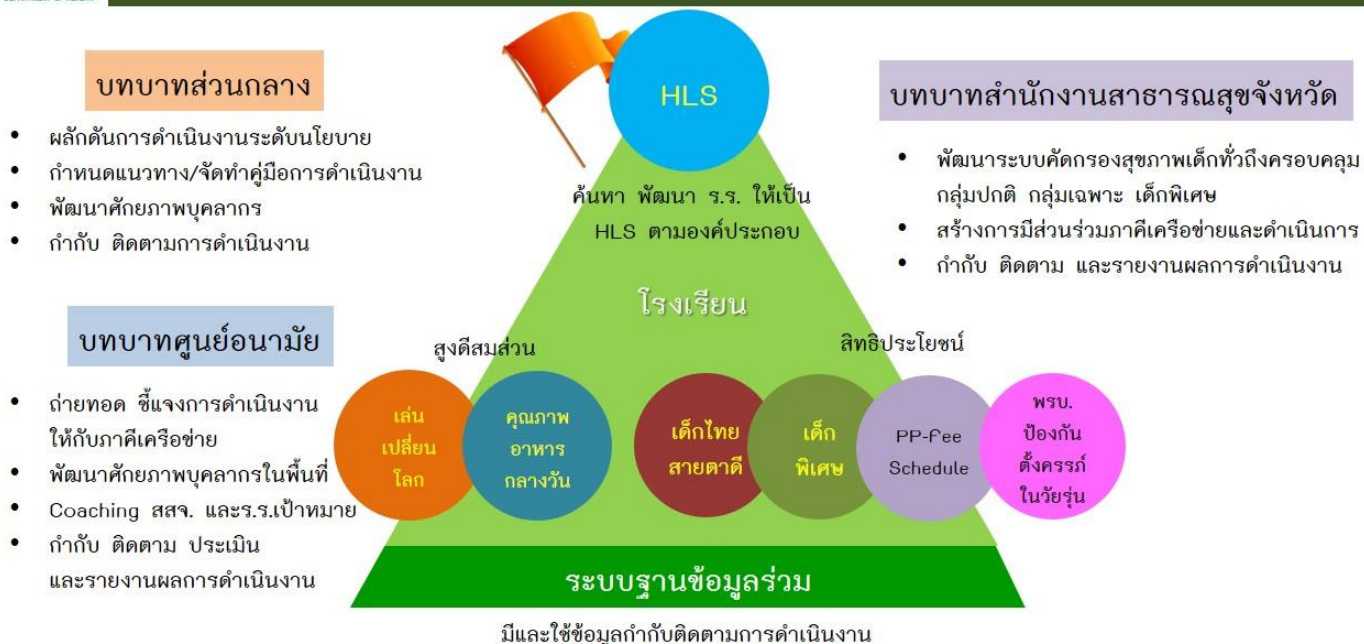 บทบาทส่วนกลาง
• ผลักดันการดำเนินงานระดับนโยบาย
• กำหนดแนวทาง/จัดทำคู่มือการดำเนินงาน
• พัฒนาศักยภาพบุคลากร
• กำกับ ติดตามการดำเนินงาน
บทบาทศูนย์อนามัย
• ถ่ายทอด ชี้แจงการดำเนินงาน
ให้กับภาคีเครือข่าย
• พัฒนาศักยภาพบุคลากรในพื้นที่
• Coaching สสจ. และร.ร.เป้าหมาย
• กำกับ ติดตาม ประเมิน
และรายงานผลการดำเนินงาน
HLS
ค้นหา พัฒนา ร.ร. ให้เป็น
HLS ตามองค์ประกอบ
โรงเรียน
สูงดีสมส่วน
สิทธิประโยชน์
เล่น
เปลี่ยน
โลก
คุณภาพ
อาหาร
กลางวัน
เด็กไทย
สายตาดี
เด็ก
พิเศษ
PP-Fee
Schedule
พรบ.
ป้องกัน
ตั้งครรภ์
ในวัยรุ่น
ระบบฐานข้อมูลร่วม
มีและใช้ข้อมูลกำกับติดตามการดำเนินงาน
บทบาทสำนักงานสาธารณสุขจังหวัด
• พัฒนาระบบคัดกรองสุขภาพเด็กทั่วถึงครอบคลุม
กลุ่มปกติ กลุ่มเฉพาะ เด็กพิเศษ
• สร้างการมีส่วนร่วมภาคีเครือข่ายและดำเนินการ
• กำกับ ติดตาม และรายงานผลการดำเนินงาน